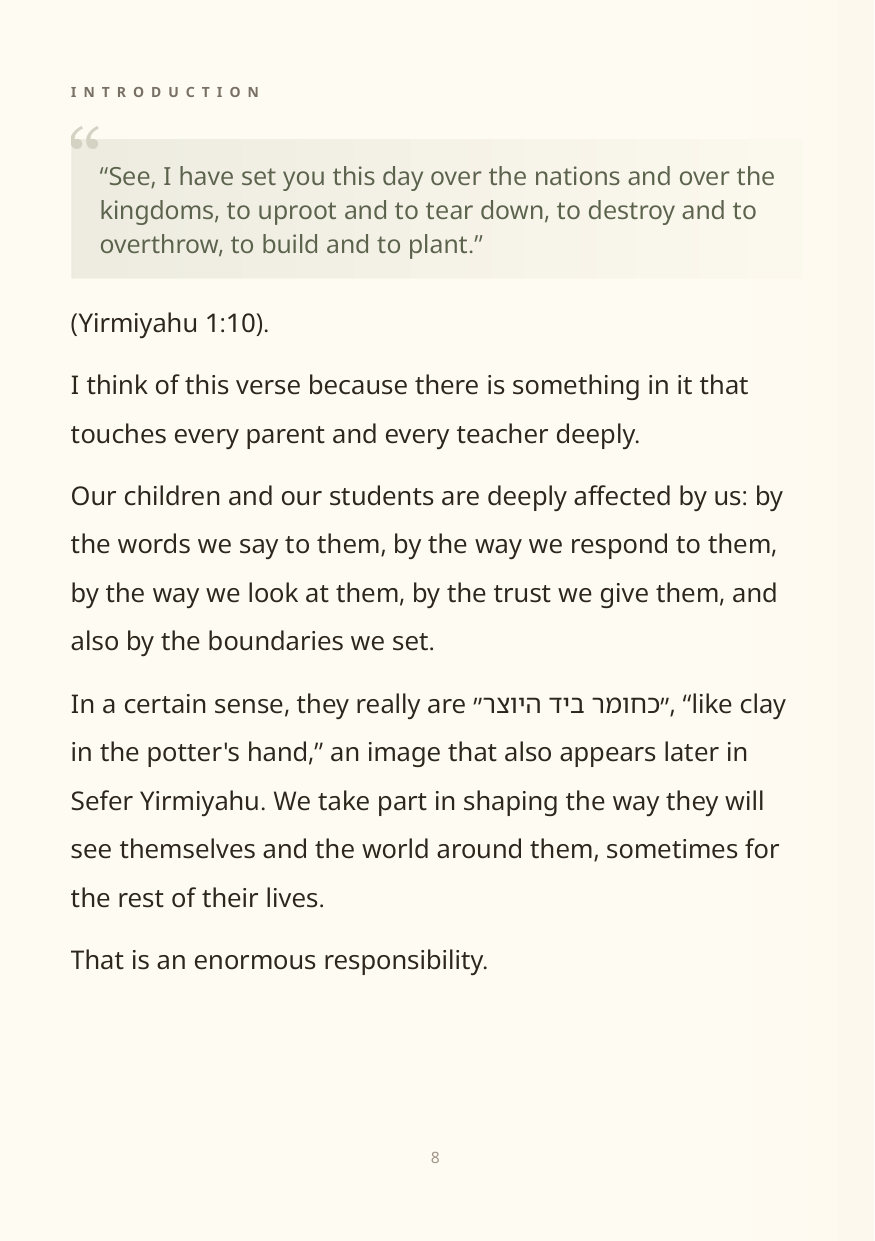 INTRODUCTION
“
“See, I have set you this day over the nations and over the
kingdoms, to uproot and to tear down, to destroy and to
overthrow, to build and to plant.”
(Yirmiyahu 1:10).
I think of this verse because there is something in it that
touches every parent and every teacher deeply.
Our children and our students are deeply affected by us: by
the words we say to them, by the way we respond to them,
by the way we look at them, by the trust we give them, and
also by the boundaries we set.
In a certain sense, they really are ״כחומר ביד היוצר״, “like clay
in the potter's hand,” an image that also appears later in
Sefer Yirmiyahu. We take part in shaping the way they will
see themselves and the world around them, sometimes for
the rest of their lives.
That is an enormous responsibility.
8